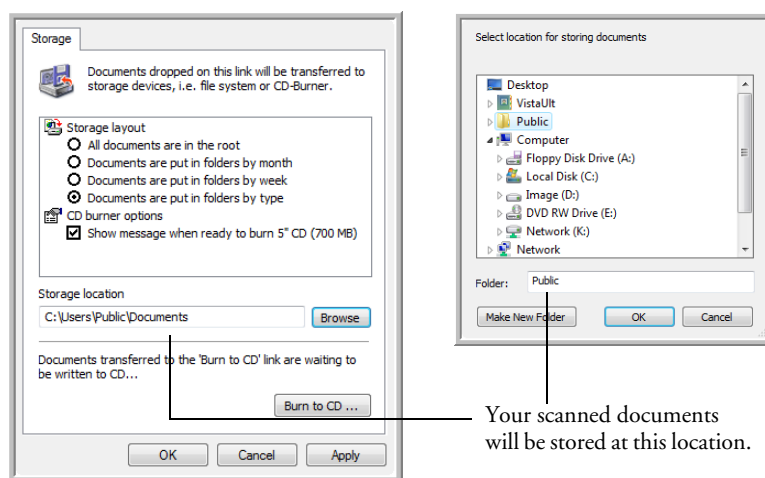 Storage
Documents dropped on this link will be transferred to
storage devices, i.e. file system or CD-Burner.
Storage layout
All documents are in the root
Documents are put in folders by month
Documents are put in folders by week
Documents are put in folders by type
CD burner options
Show message when ready to burn 5" CD (700 MB)
Storage location
C:\Users\Public\Documents
Browse
Documents transferred to the 'Burn to CD' link are waiting to
be written to CD...
Burn to CD ...
OK Cancel Apply
Select location for storing documents
Desktop
VistaUlt
Public
Computer
Floppy Disk Drive (A:)
Local Disk (C:)
Image (D:)
DVD RW Drive (E:)
Network (K:)
Network
Folder: Public
Make New Folder OK Cancel
Your scanned documents
will be stored at this location.